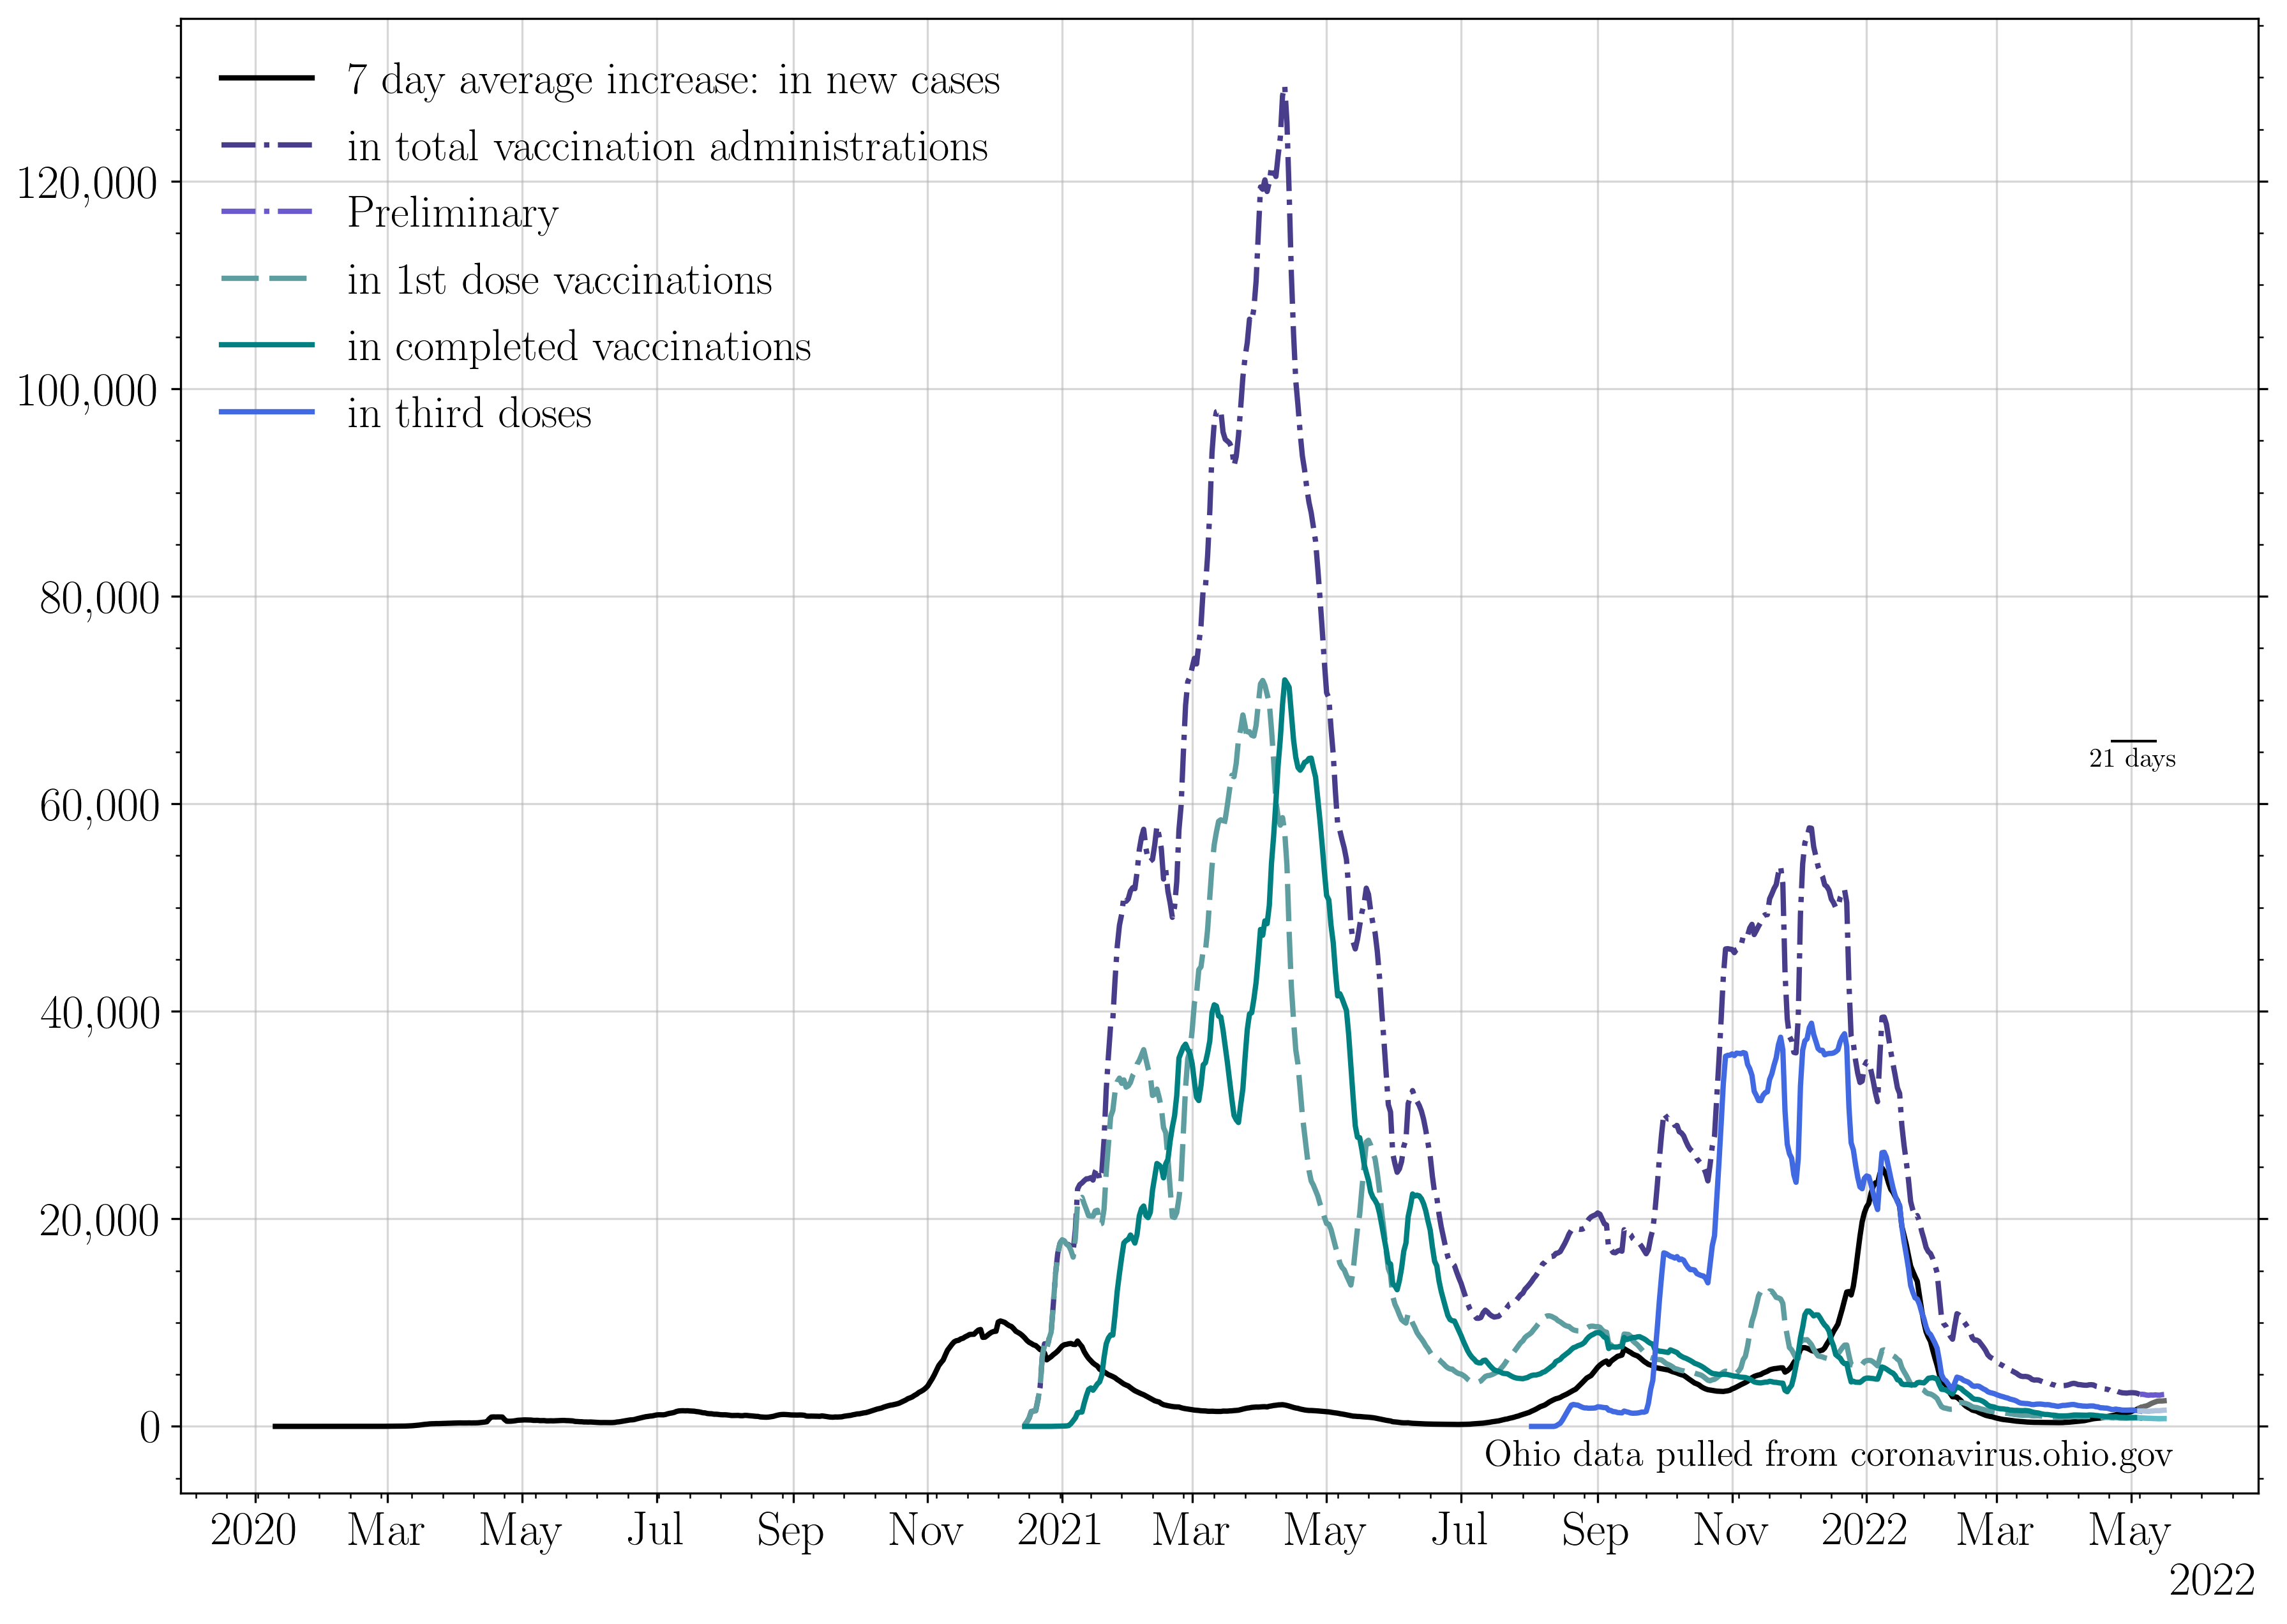 7 day average increase: in new cases
in total vaccination administrations
Preliminary
in 1st dose vaccinations
in completed vaccinations
in third doses
120,000
100,000
80,000
60,000
40,000
20,000
0
21 days
Ohio data pulled from coronavirus.ohio.gov
2020 Mar May Jul Sep Nov 2021 Mar May Jul Sep Nov 2022 Mar May
2022